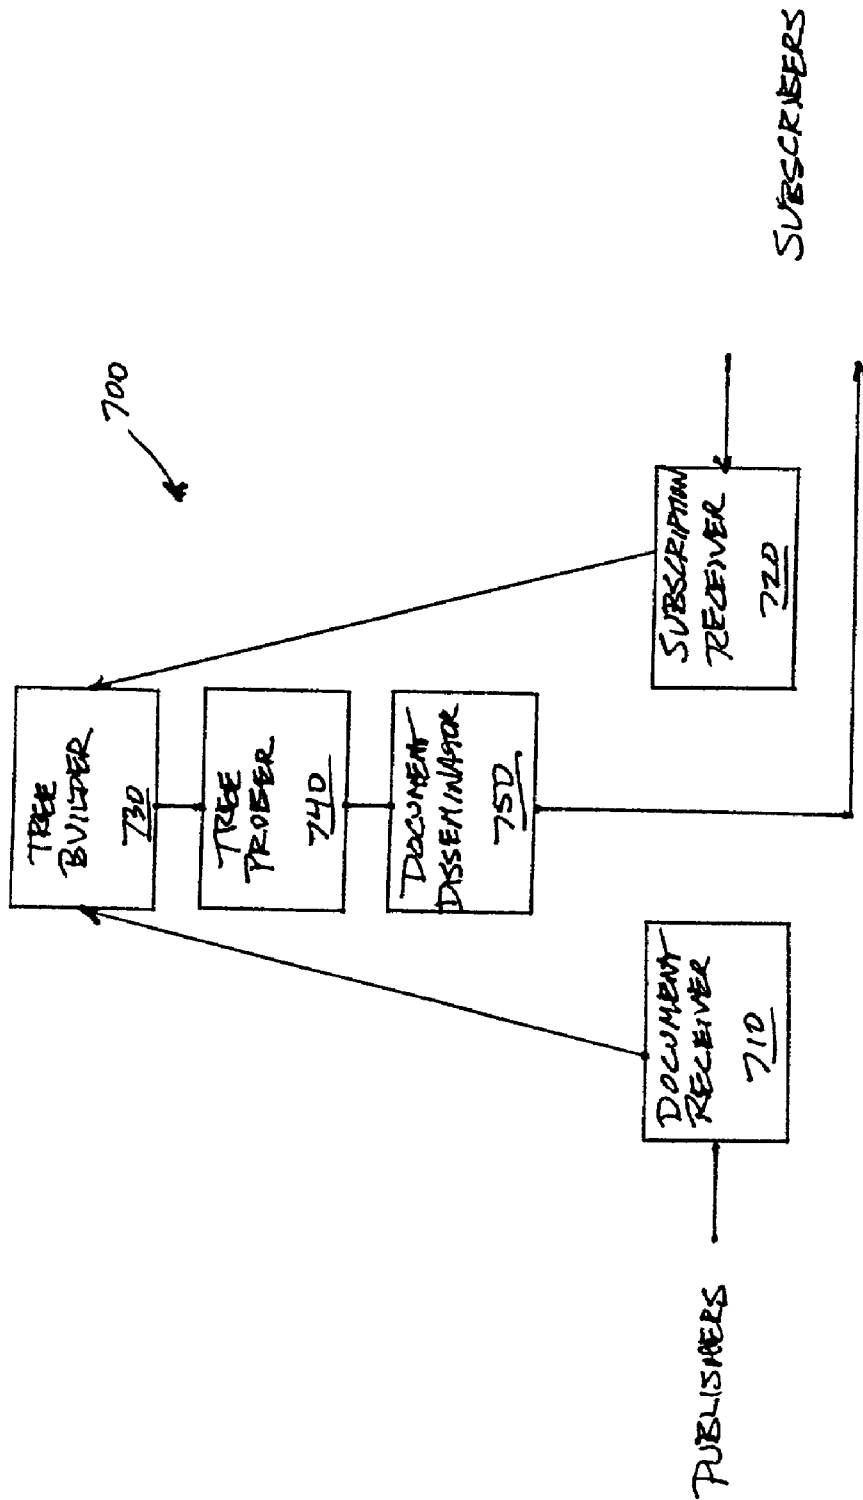 700
TREE
BUILDER
730
TREE
PROBER
740
DOCUMENT
DISSEMINATOR
750
DOCUMENT
RECEIVER
710
SUBSCRIPTION
RECEIVER
720
PUBLISHERS
SUBSCRIBERS